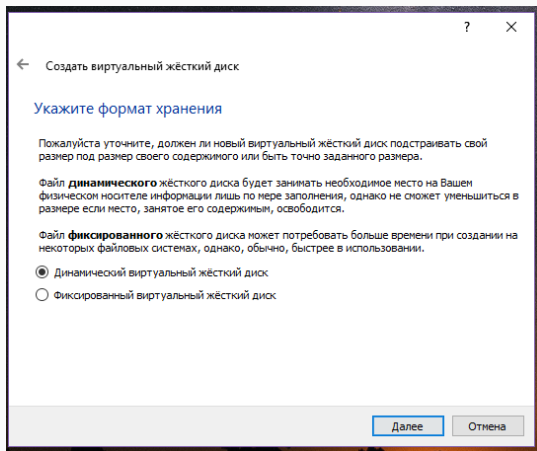 ?
Создать виртуальный жёсткий диск
Укажите формат хранения
Пожалуйста уточните, должен ли новый виртуальный жёсткий диск подстраивать свой
размер под размер своего содержимого или быть точно заданного размера.
Файл динамического жёсткого диска будет занимать необходимое место на Вашем
физическом носителе информации лишь по мере заполнения, однако не сможет уменьшиться в
размере если место, занятое его содержимым, освободится.
Файл фиксированного жёсткого диска может потребовать больше времени при создании на
некоторых файловых системах, однако, обычно, быстрее в использовании.
Динамический виртуальный жёсткий диск
Фиксированный виртуальный жёсткий диск
Далее Отмена